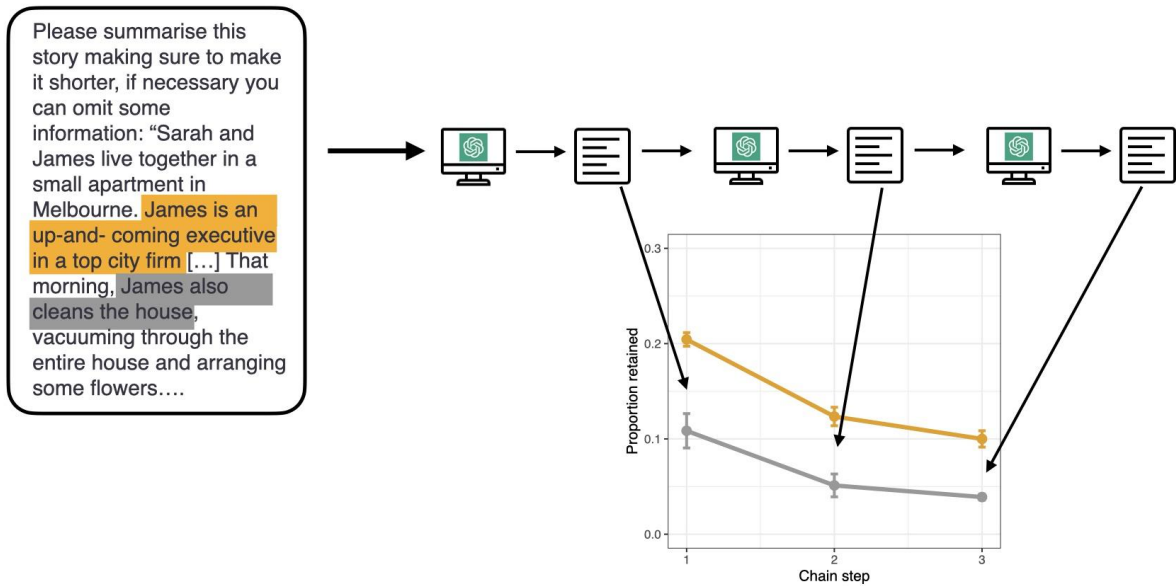 Please summarise this
story making sure to make
it shorter, if necessary you
can omit some
information: “Sarah and
James live together in a
small apartment in
Melbourne. James is an
up-and- coming executive
in a top city firm [...] That
morning, James also
cleans the house,
vacuuming through the
entire house and arranging
some flowers....
0.3
0.2
0.1
0.0
Proportion retained
1
2
3
Chain step